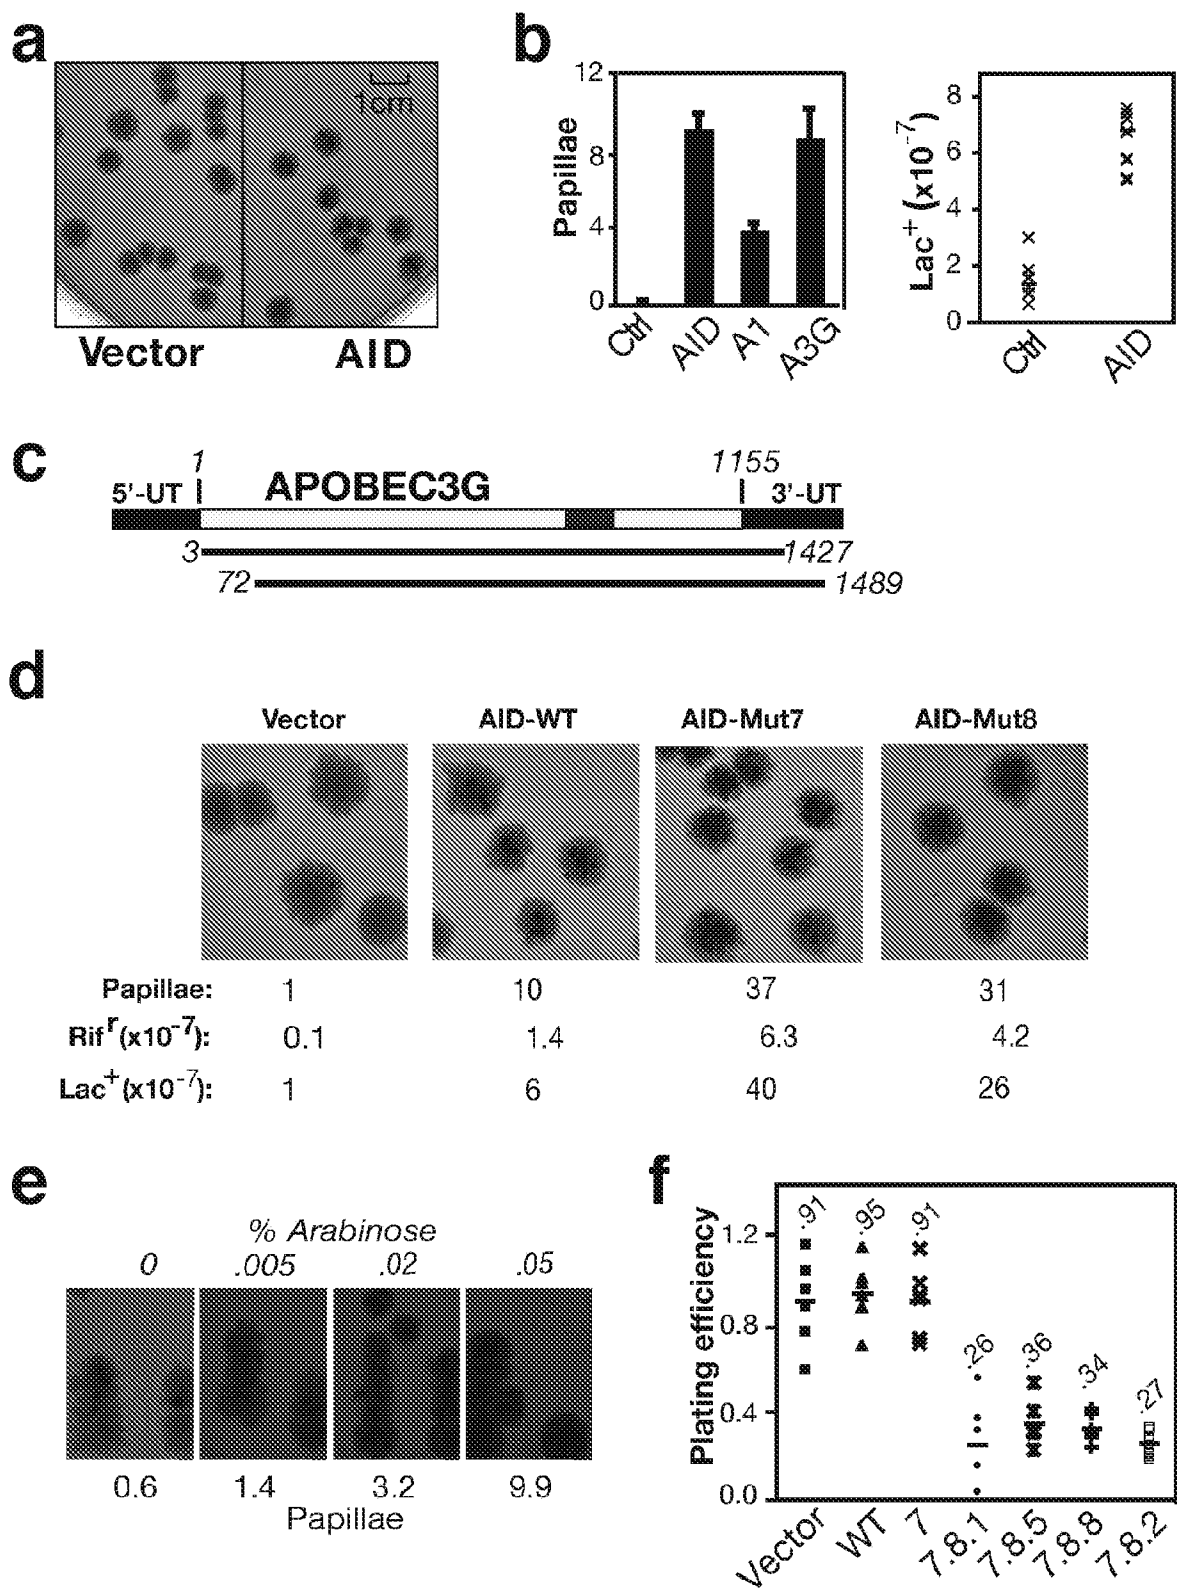 a
1cm
Vector AID
b
Papillae
12
8
4
0
Ctrl AID A1 A3G
Lac+ (x10-7)
8
6
4
2
0
Ctrl AID
c
1 1155
5'-UT APOBEC3G 3'-UT
3 1427
72 1489
d
Vector AID-WT AID-Mut7 AID-Mut8
Papillae: 1 10 37 31
Rifr(x10-7): 0.1 1.4 6.3 4.2
Lac+(x10-7): 1 6 40 26
e
% Arabinose
0 .005 .02 .05
0.6 1.4 3.2 9.9
Papillae
f
Plating efficiency
1.2
0.8
0.4
0.0
.91 .95 .91 .26 .36 .34 .27
Vector WT 7 7.8.1 7.8.5 7.8.8 7.8.2